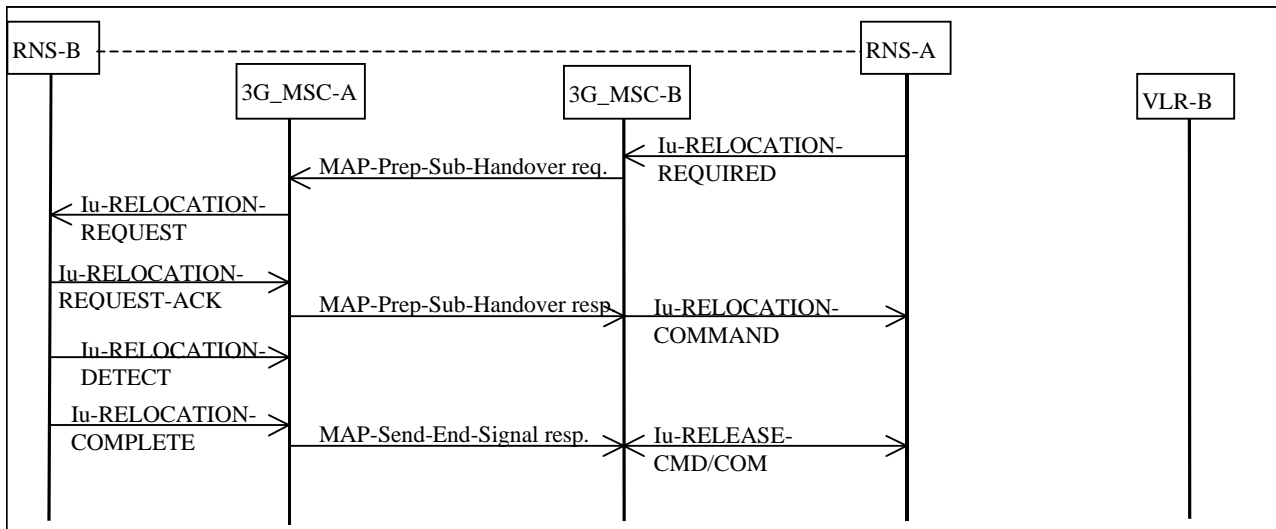 RNS-B
RNS-A
3G_MSC-A
3G_MSC-B
VLR-B
Iu-RELOCATION-
REQUIRED
MAP-Prep-Sub-Handover req.
Iu-RELOCATION-
REQUEST
Iu-RELOCATION-
REQUEST-ACK
MAP-Prep-Sub-Handover resp
Iu-RELOCATION-
COMMAND
Iu-RELOCATION-
DETECT
Iu-RELOCATION-
COMPLETE
MAP-Send-End-Signal resp.
Iu-RELEASE-
CMD/COM